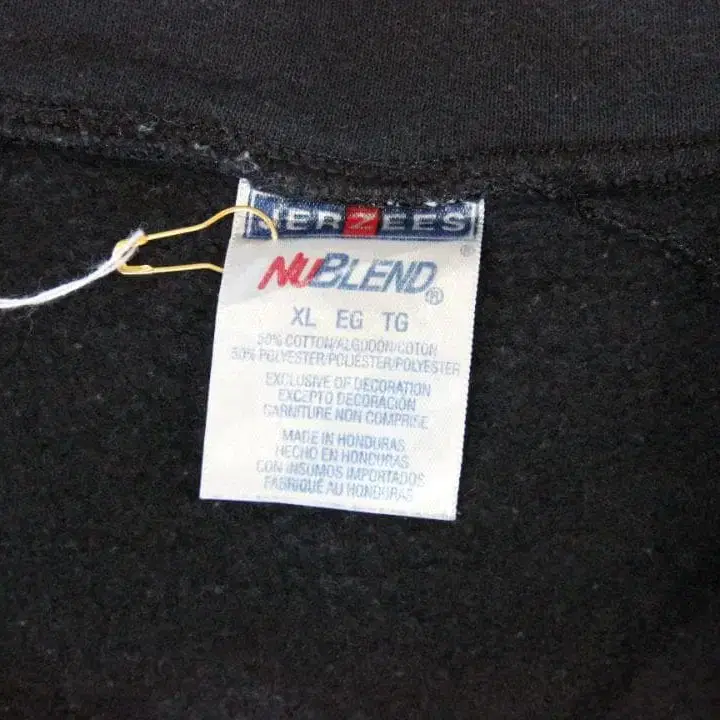 JERZEES
®
NUBLEND®
XL EG TG
50% COTTON/ALGODON/COTON
50% POLYESTER/POLIESTER/POLYESTER
EXCLUSIVE OF DECORATION
EXCEPTO DECORACIÓN
GARNITURE NON COMPRISE
MADE IN HONDURAS
HECHO EN HONDURAS
CON INSUMOS IMPORTADOS
FABRIQUÉ AU HONDURAS